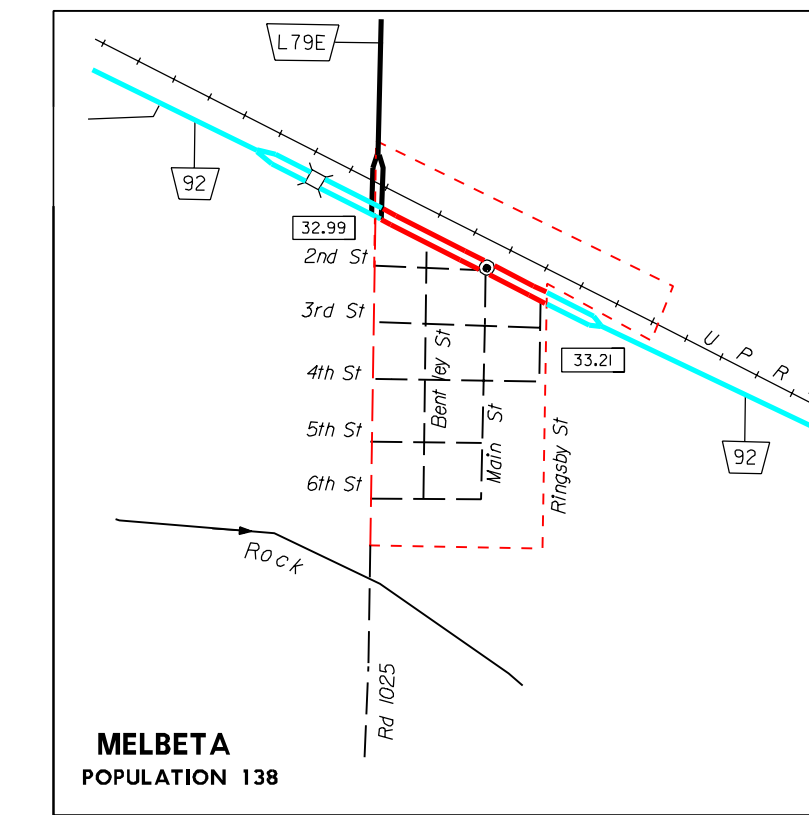 L79E
92
32.99
2nd St
3rd St
4th St
5th St
6th St
Bentley St
Main St
Ringsby St
33.21
U P R
92
Rock
Rd 1025
MELBETA
POPULATION 138